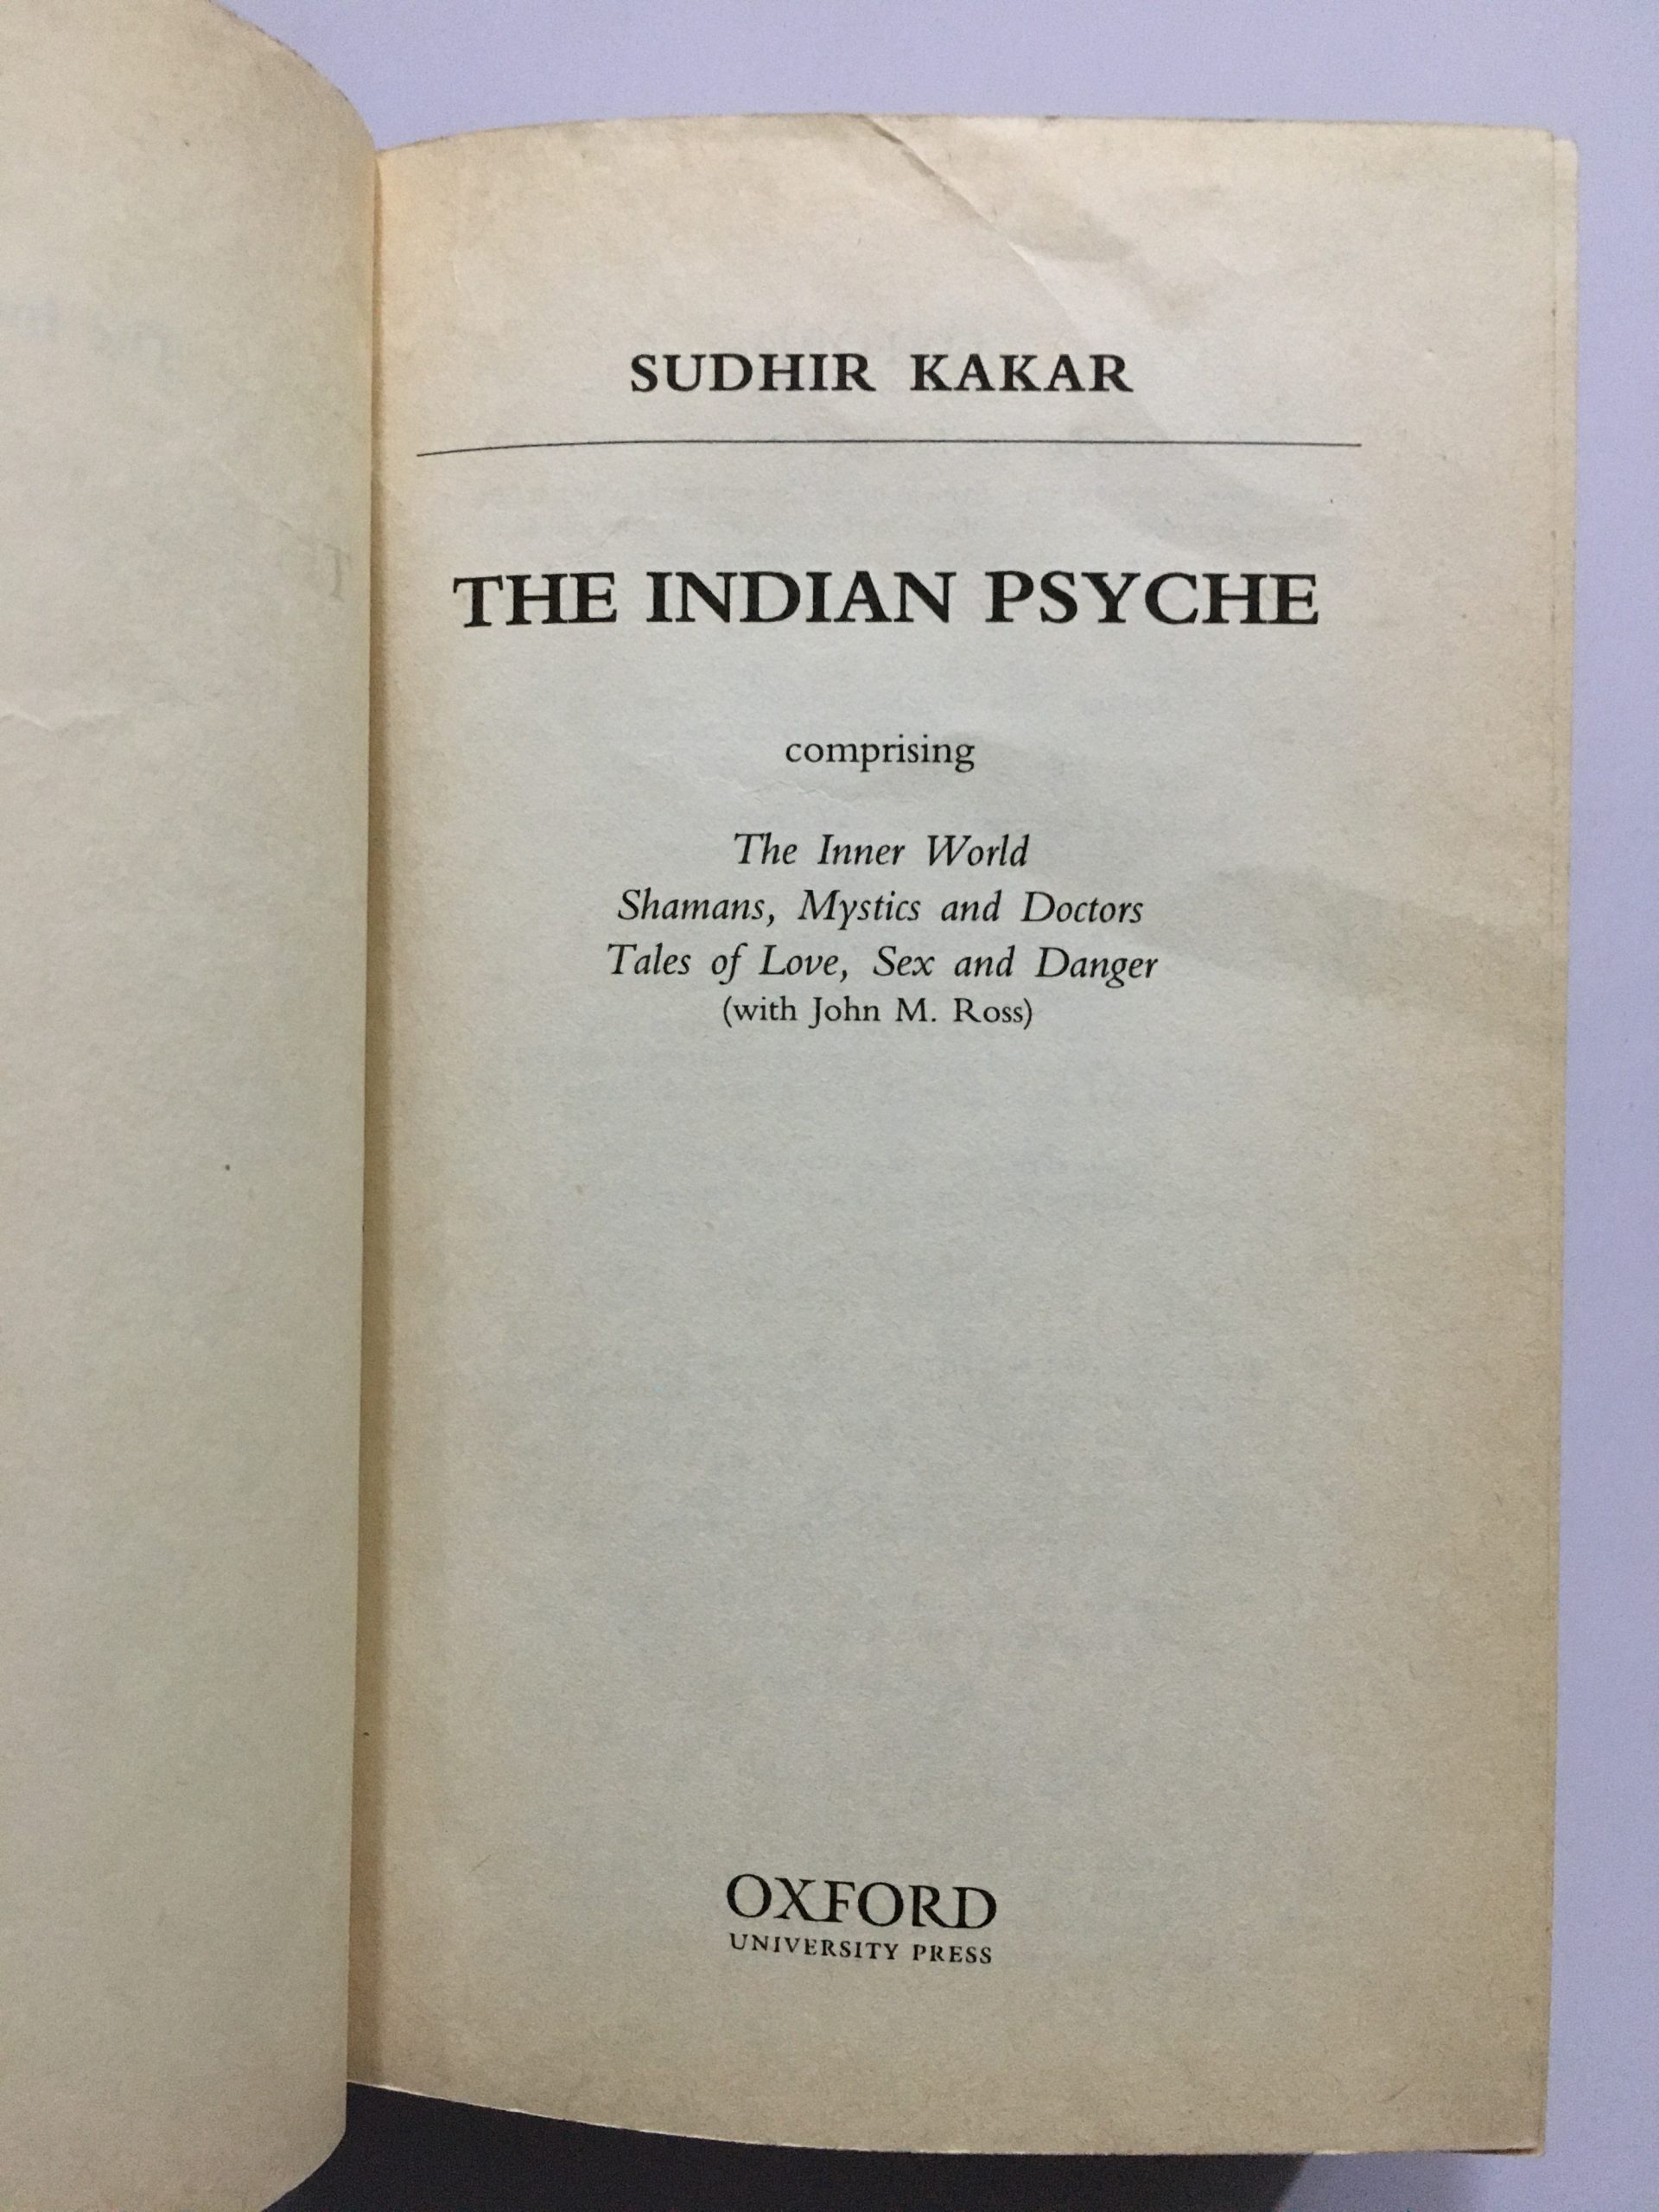 SUDHIR KAKAR
THE INDIAN PSYCHE
comprising
The Inner World
Shamans, Mystics and Doctors
Tales of Love, Sex and Danger
(with John M. Ross)
OXFORD
UNIVERSITY PRESS